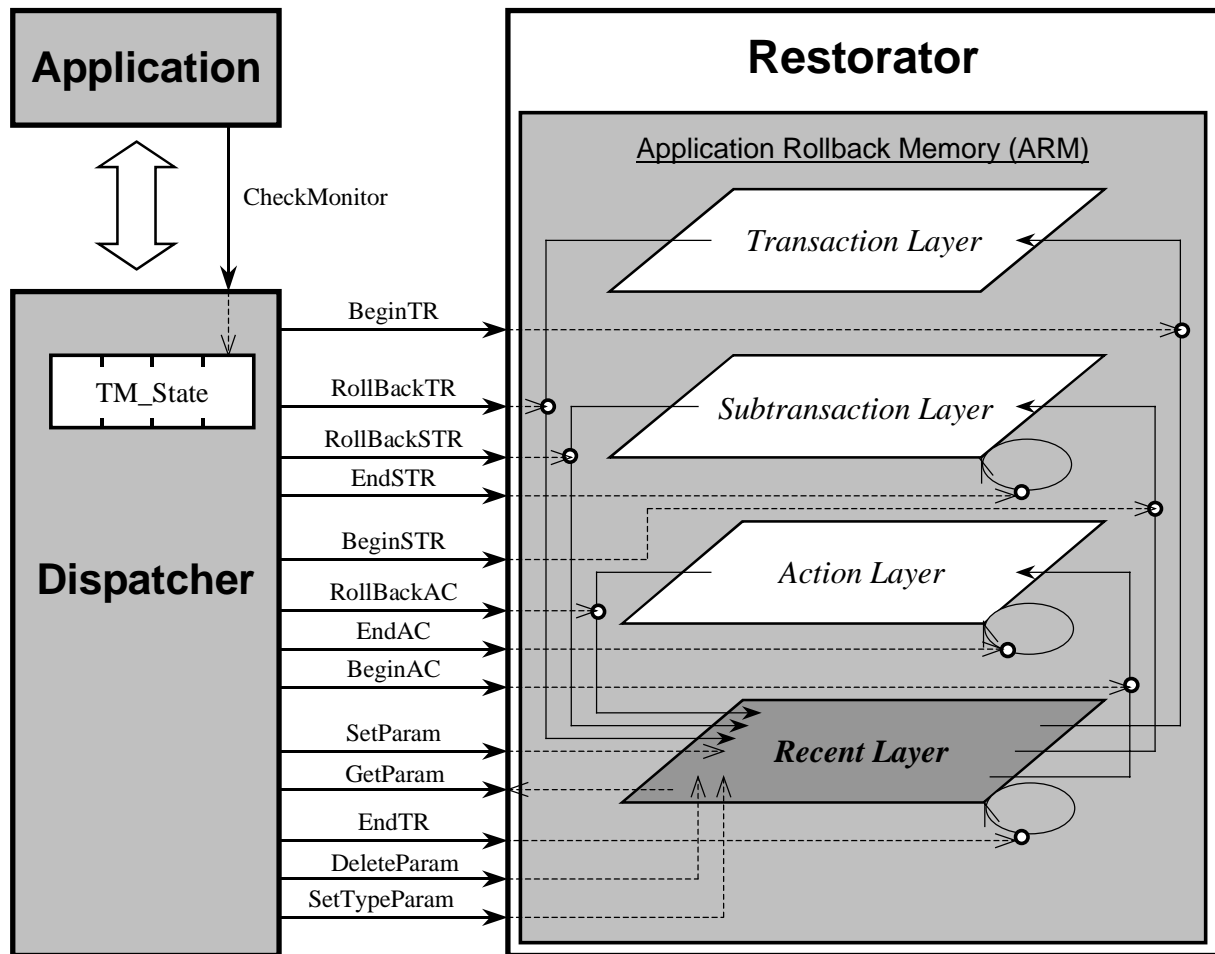 Application
Restorator
Application Rollback Memory (ARM)
CheckMonitor
Transaction Layer
BeginTR
TM_State
RollBackTR
Subtransaction Layer
RollBackSTR
EndSTR
BeginSTR
Dispatcher
Action Layer
RollBackAC
EndAC
BeginAC
SetParam
Recent Layer
GetParam
EndTR
DeleteParam
SetTypeParam